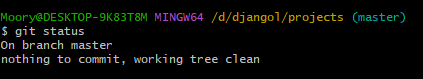 Moory@DESKTOP-9K83T8M MINGW64 /d/djangol/projects (master)
$ git status
On branch master
nothing to commit, working tree clean